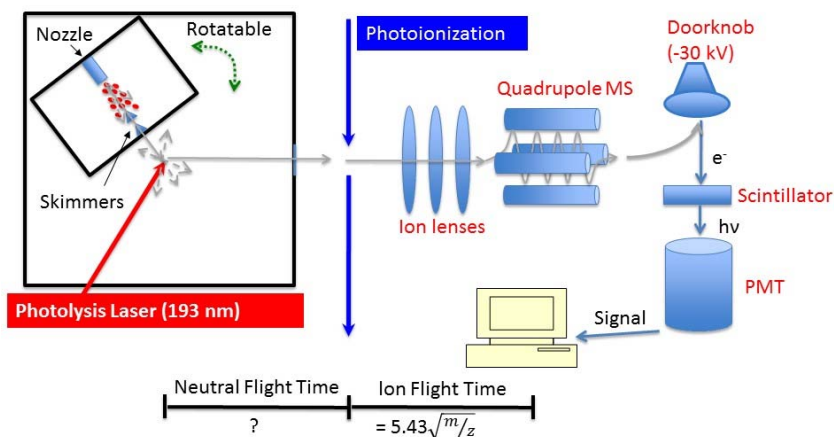 Nozzle
Rotatable
Skimmers
Photolysis Laser (193 nm)
Photoionization
Ion lenses
Quadrupole MS
Doorknob
(-30 kV)
e-
Scintillator
hν
PMT
Signal
Neutral Flight Time
Ion Flight Time
?
= 5.43√m/z